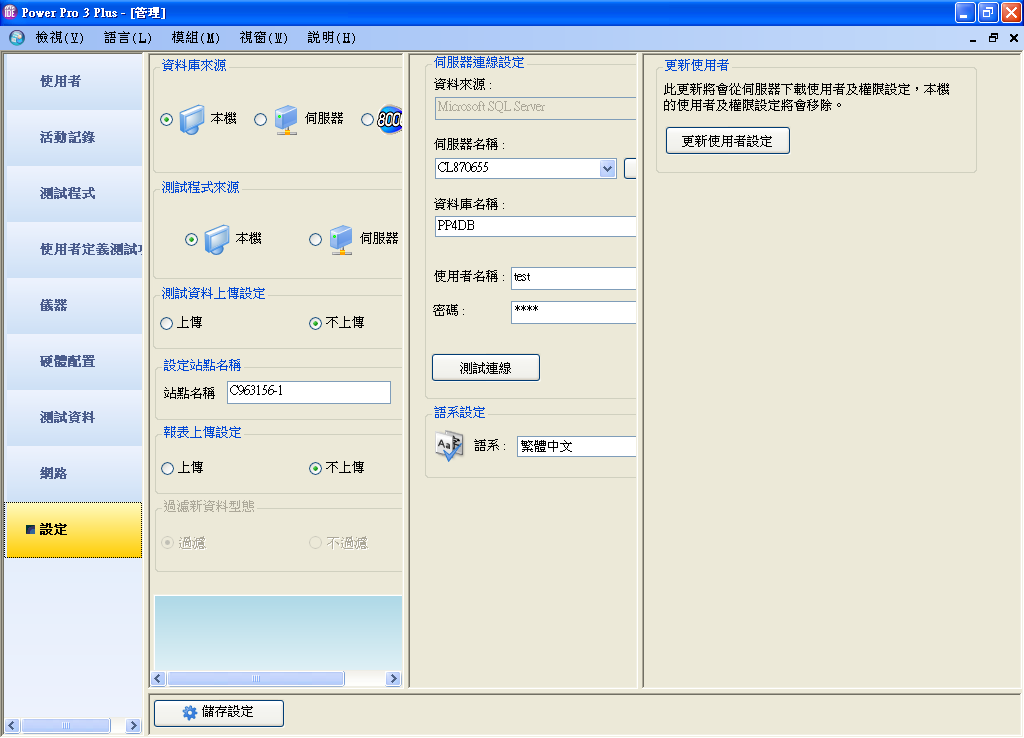 Power Pro 3 Plus - [管理]
檢視(V) 語言(L) 模組(M) 視窗(W) 說明(H)
使用者
活動記錄
測試程式
使用者定義測試
儀器
硬體配置
測試資料
網路
設定
資料庫來源
本機 伺服器 800
測試程式來源
本機 伺服器
測試資料上傳設定
上傳 不上傳
設定站點名稱
站點名稱 C963156-1
報表上傳設定
上傳 不上傳
過濾新資料型態
過濾 不過濾
伺服器連線設定
資料來源 :
Microsoft SQL Server
伺服器名稱 :
CL870655
資料庫名稱 :
PP4DB
使用者名稱 : test
密碼 : ****
測試連線
語系設定
語系 : 繁體中文
更新使用者
此更新將會從伺服器下載使用者及權限設定，本機
的使用者及權限設定將會移除。
更新使用者設定
儲存設定